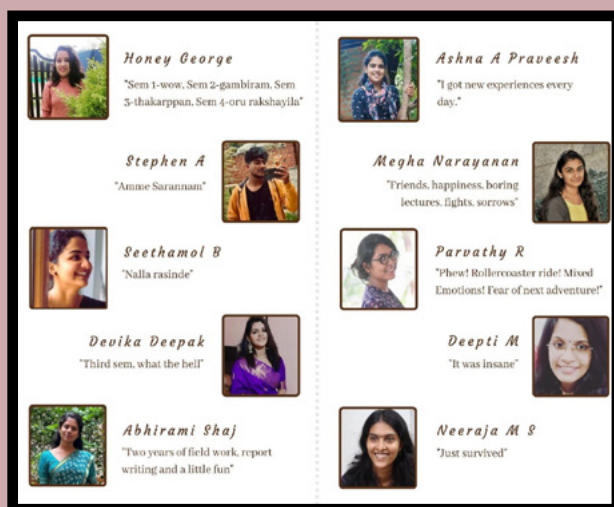 Honey George
"Sem 1-wow, Sem 2-gambiram, Sem
3-thakarppan, Sem 4-oru rakshayila"
Stephen A
"Amme Sarannam"
Seethamol B
"Nalla rasinde"
Devika Deepak
"Third sem, what the hell"
Abhirami Shaj
"Two years of field work, report
writing and a little fun"
Ashna A Praveesh
"I got new experiences every
day."
Megha Narayanan
"Friends, happiness, boring
lectures, fights, sorrows"
Parvathy R
"Phew! Rollercoaster ride! Mixed
Emotions! Fear of next adventure!"
Deepti M
"It was insane"
Neeraja M S
"Just survived"